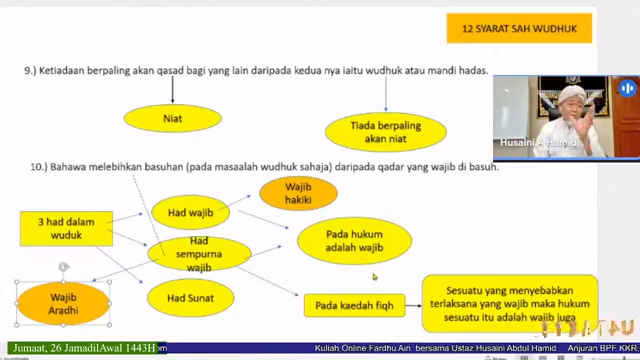 12 SYARAT SAH WUDHUK
9.) Ketiadaan berpaling akan qasad bagi yang lain daripada kedua nya iaitu wudhuk atau mandi hadas.
Niat
Tiada berpaling
akan niat
Husaini A Hamid
10.) Bahawa melebihkan basuhan (pada masaalah wudhuk sahaja) daripada qadar yang wajib di basuh.
3 had dalam
wuduk
Had wajib
Wajib
hakiki
Had
sempurna
wajib
Pada hukum
adalah wajib
Wajib
Aradhi
Had Sunat
Pada kaedah fiqh
Sesuatu yang menyebabkan
terlaksana yang wajib maka hukum
sesuatu itu adalah wajib juga
Jumaat, 26 JamadilAwal 1443H
Kuliah Online Fardhu Ain bersama Ustaz Husaini Abdul Hamid
Anjuran BPF KKR,